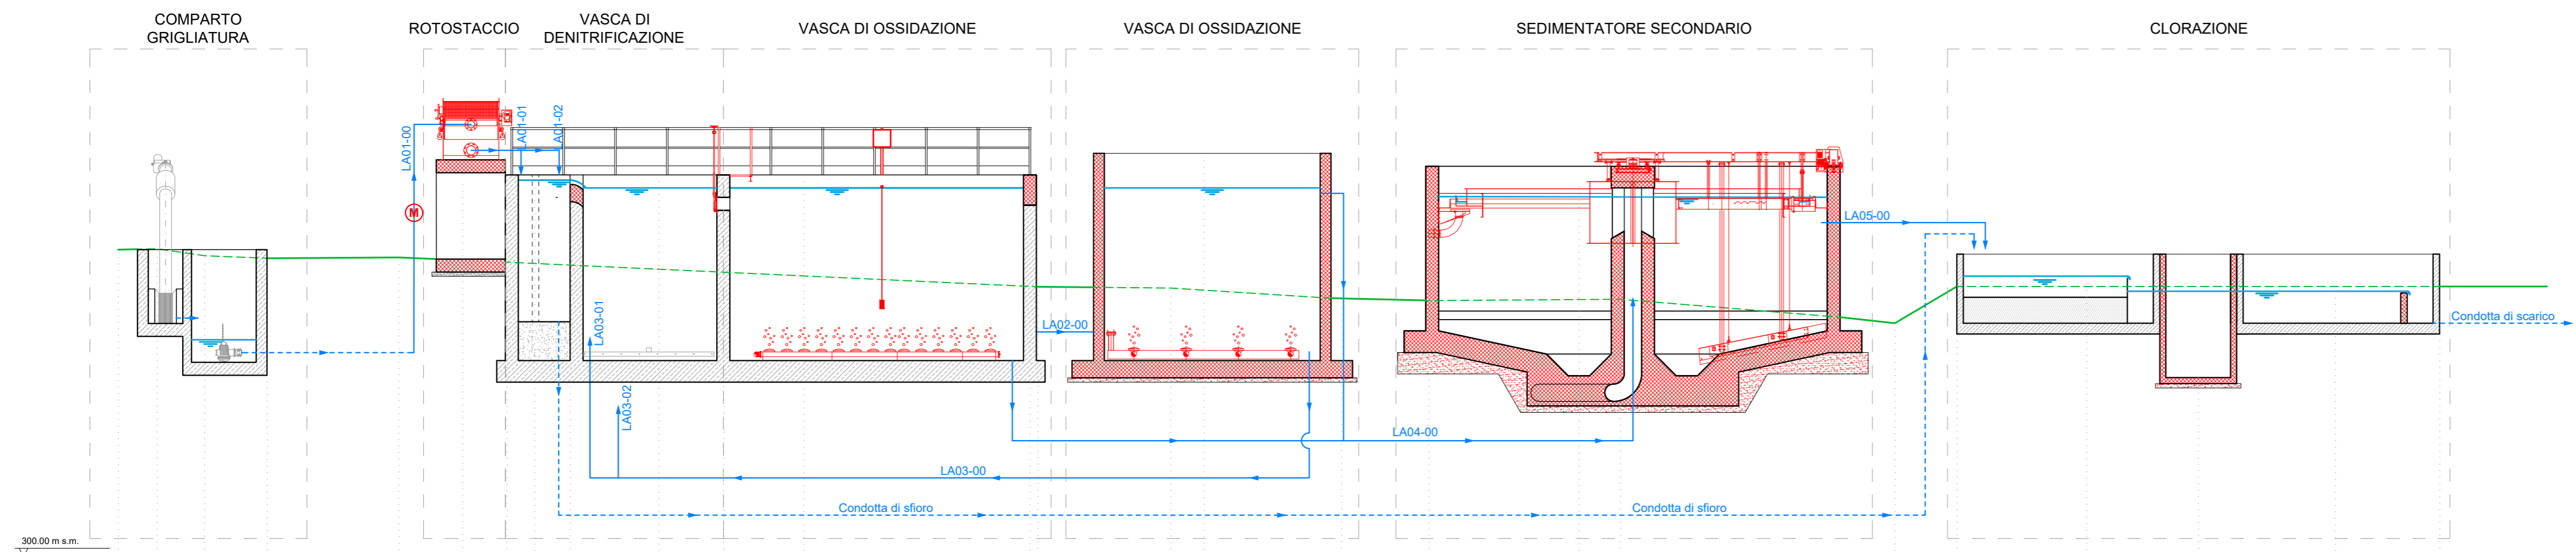 COMPARTO
GRIGLIATURA
ROTOSTACCIO
VASCA DI
DENITRIFICAZIONE
VASCA DI OSSIDAZIONE
VASCA DI OSSIDAZIONE
SEDIMENTATORE SECONDARIO
CLORAZIONE
LA01-00
LA01-01
LA01-02
M
LA05-00
LA03-01
LA02-00
Condotta di scarico
LA03-02
LA04-00
LA03-00
Condotta di sfioro
Condotta di sfioro
300.00 m s.m.